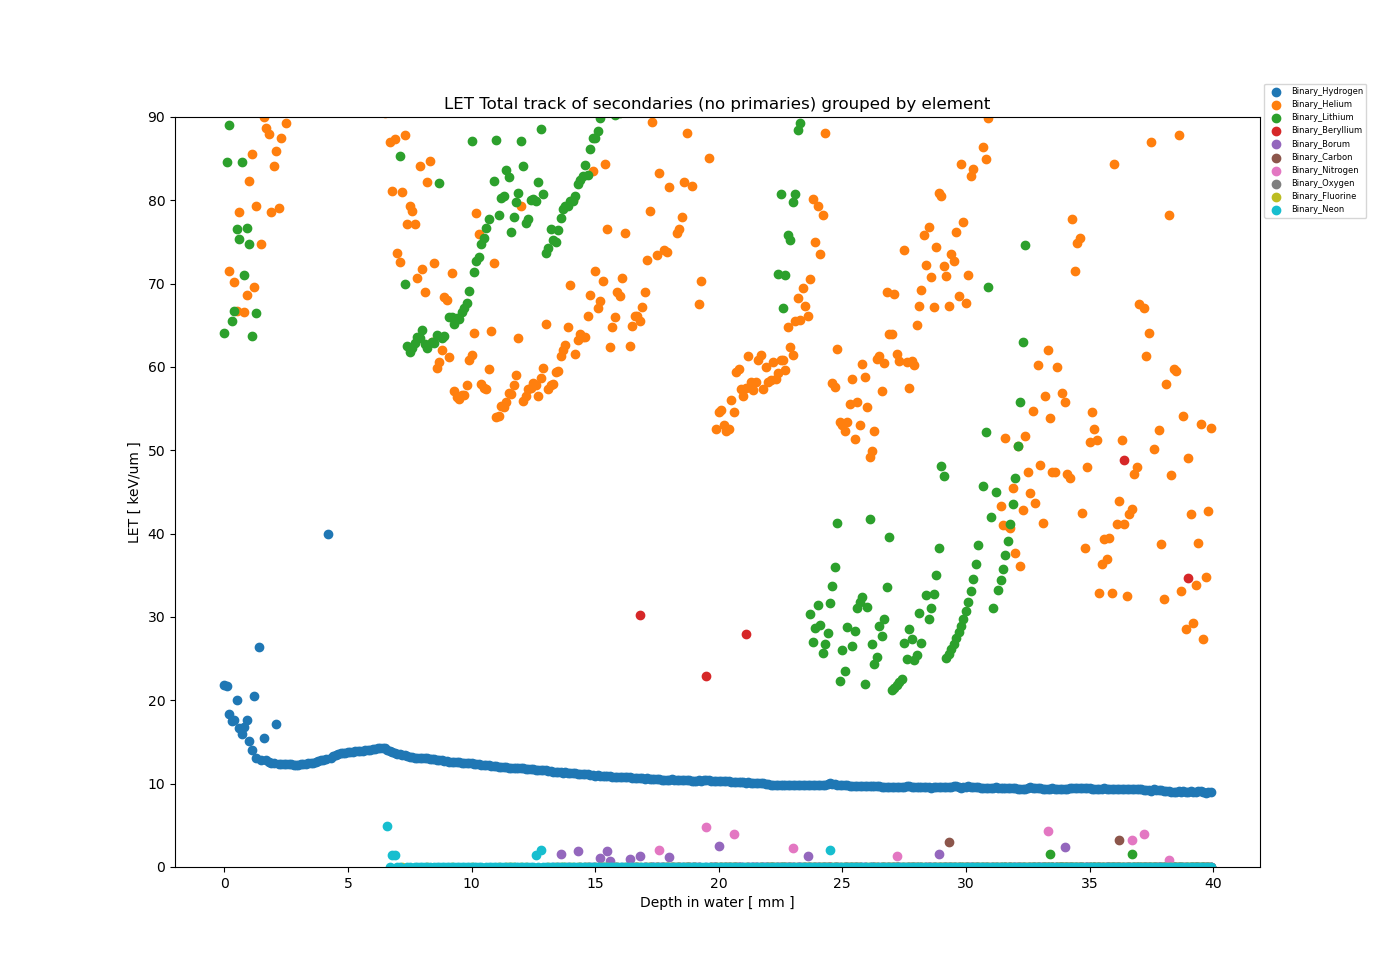 LET Total track of secondaries (no primaries) grouped by element
Binary_Hydrogen
Binary_Helium
Binary_Lithium
Binary_Beryllium
Binary_Borum
Binary_Carbon
Binary_Nitrogen
Binary_Oxygen
Binary_Fluorine
Binary_Neon
LET [ keV/um ]
90
80
70
60
50
40
30
20
10
0
0 5 10 15 20 25 30 35 40
Depth in water [ mm ]